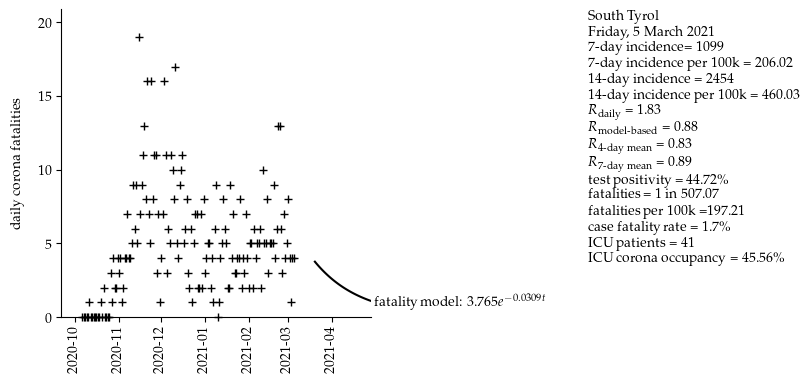 South Tyrol
Friday, 5 March 2021
7-day incidence= 1099
7-day incidence per 100k = 206.02
14-day incidence = 2454
14-day incidence per 100k = 460.03
R_daily = 1.83
R_model-based = 0.88
R_4-day mean = 0.83
R_7-day mean = 0.89
test positivity = 44.72%
fatalities = 1 in 507.07
fatalities per 100k =197.21
case fatality rate = 1.7%
ICU patients = 41
ICU corona occupancy = 45.56%
daily corona fatalities
20
15
10
5
0
fatality model: 3.765e^{-0.0309t}
2020-10
2020-11
2020-12
2021-01
2021-02
2021-03
2021-04